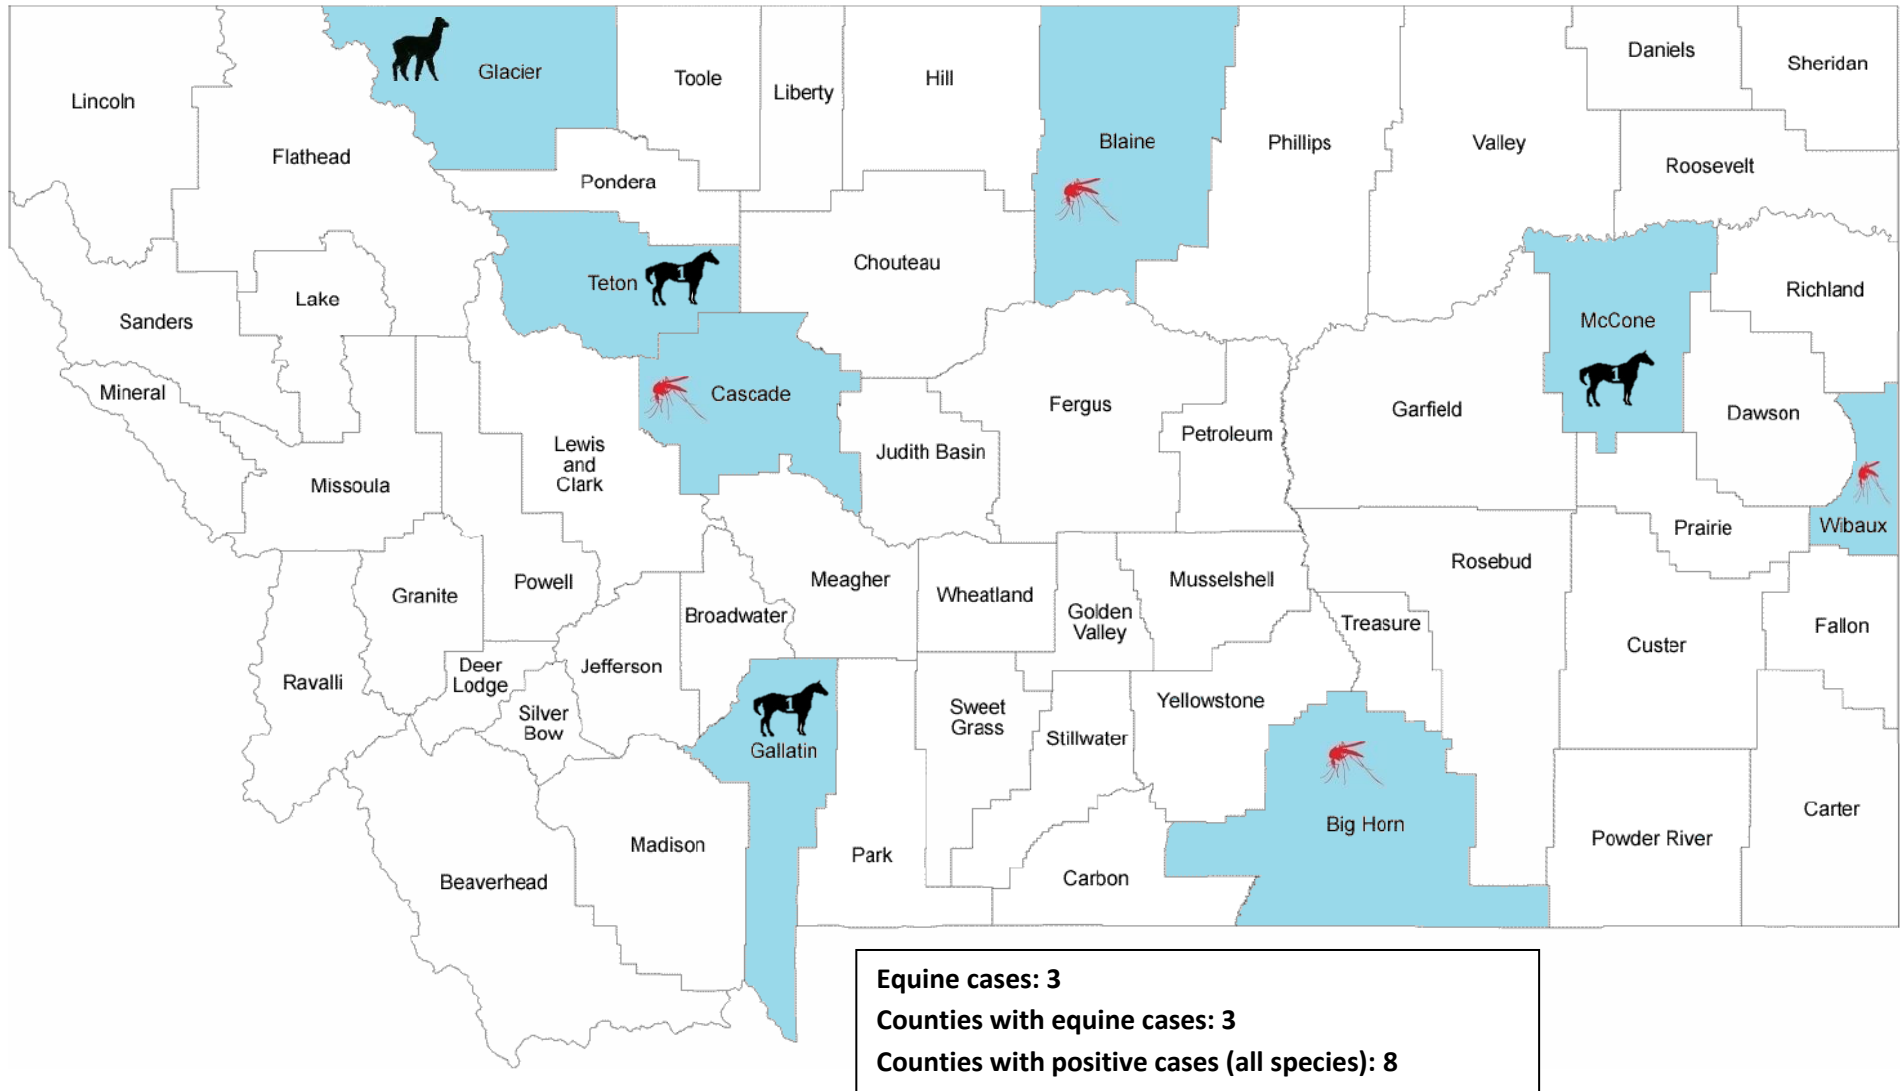 Daniels
Sheridan
Glacier
Toole
Liberty
Hill
Lincoln
Blaine
Phillips
Valley
Flathead
Roosevelt
Pondera
Chouteau
Teton
1
Lake
Richland
Sanders
McCone
1
Mineral
Cascade
Fergus
Garfield
Dawson
Petroleum
Judith Basin
Lewis
and
Clark
Missoula
Prairie
Wibaux
Rosebud
Powell
Meagher
Musselshell
Granite
Wheatland
Broadwater
Golden
Valley
Treasure
Fallon
Custer
Jefferson
Deer
Lodge
Ravalli
Silver
Bow
1
Gallatin
Sweet
Grass
Yellowstone
Stillwater
Carter
Big Horn
Powder River
Madison
Park
Carbon
Beaverhead
Equine cases: 3
Counties with equine cases: 3
Counties with positive cases (all species): 8